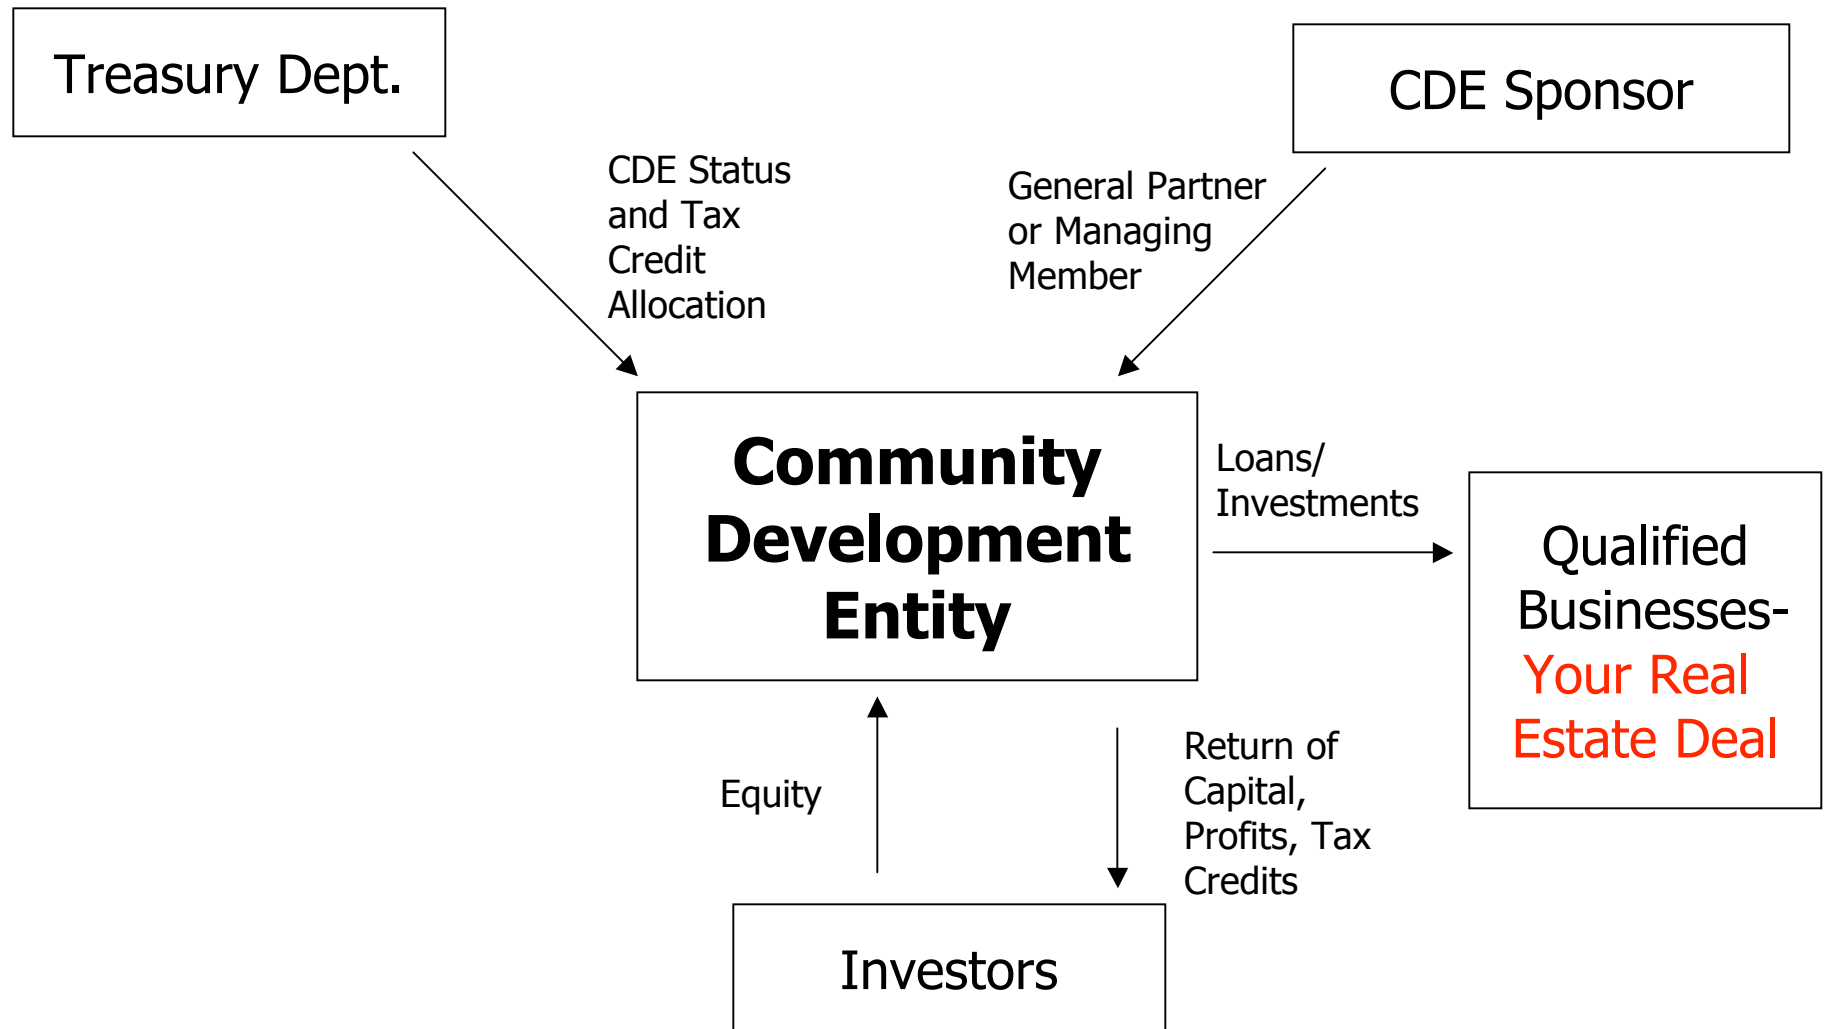 Treasury Dept.
CDE Sponsor
CDE Status
and Tax
Credit
Allocation
General Partner
or Managing
Member
Community
Development
Entity
Loans/
Investments
Qualified
Businesses-
Your Real
Estate Deal
Equity
Return of
Capital,
Profits, Tax
Credits
Investors